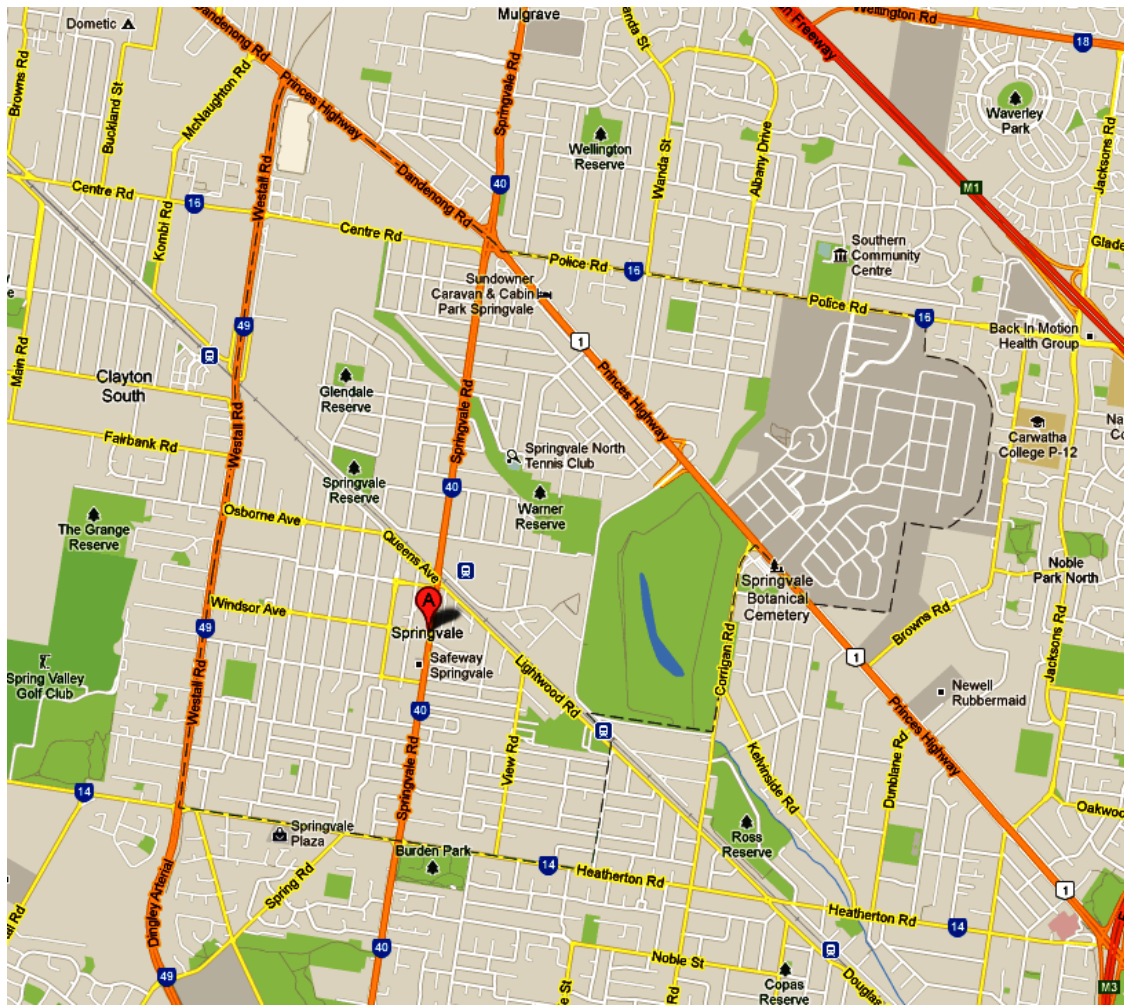 Dometic
Mulgrave
Wellington Rd
18
Freeway
Dandenong Rd
Browns Rd
Buckland St
McNaughton Rd
Princes Highway
Springvale Rd
Wanda St
Waverley
Park
Wellington
Reserve
Albany Drive
Jacksons Rd
Wanda St
Westall Rd
Dandenong Rd
40
M1
Centre Rd
16
Kombi Rd
Centre Rd
Police Rd
16
Southern
Community
Centre
Sundowner
Caravan & Cabin
Park Springvale
Police Rd
16
Back In Motion
Health Group
49
1
Main Rd
Clayton
South
Glendale
Reserve
Springvale Rd
Princes Highway
Westall Rd
Fairbank Rd
Carwatha
College P-12
Springvale North
Tennis Club
Springvale
Reserve
40
Warner
Reserve
The Grange
Reserve
Osborne Ave
Queens Ave
Noble
Park North
Springvale
Botanical
Cemetery
A
Windsor Ave
Springvale
49
Browns Rd
Safeway
Springvale
Lightwood Rd
Corrigan Rd
1
Jacksons Rd
Spring Valley
Golf Club
Westall Rd
Newell
Rubbermaid
40
Princes Highway
View Rd
Springvale Rd
Kelvinside Rd
Dunblane Rd
14
Springvale
Plaza
Ross
Reserve
Burden Park
14
Spring Rd
Heatherton Rd
1
Heatherton Rd
14
Dingley Arterial
40
Noble St
Copas
Reserve
49
M3